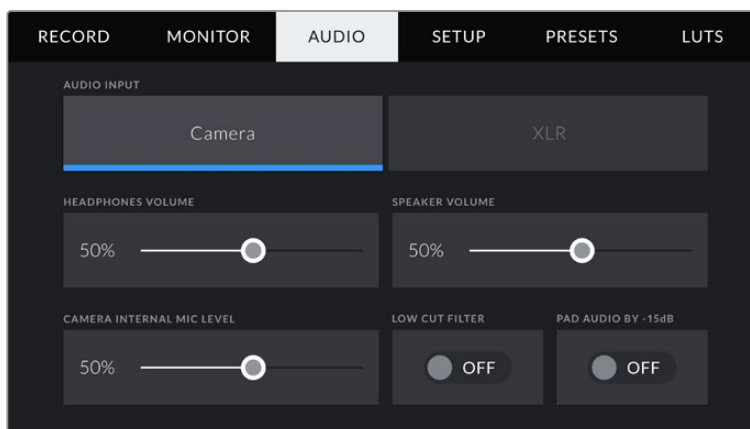 RECORD MONITOR AUDIO SETUP PRESETS LUTS
AUDIO INPUT
Camera XLR
HEADPHONES VOLUME SPEAKER VOLUME
50% 50%
CAMERA INTERNAL MIC LEVEL LOW CUT FILTER PAD AUDIO BY -15dB
50% OFF OFF